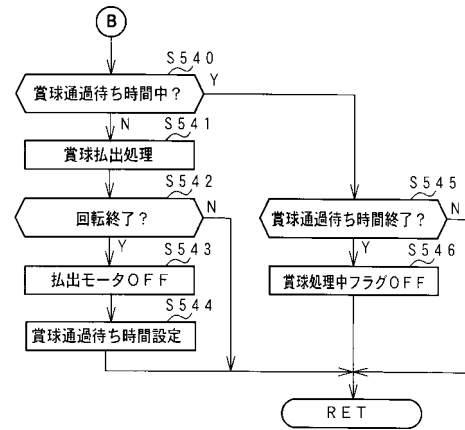 B
S540
賞球通過待ち時間中?
Y
N
S541
賞球払出処理
S542
回転終了?
N
Y
S543
払出モータOFF
S544
賞球通過待ち時間設定
S545
賞球通過待ち時間終了?
N
Y
S546
賞球処理中フラグOFF
RET